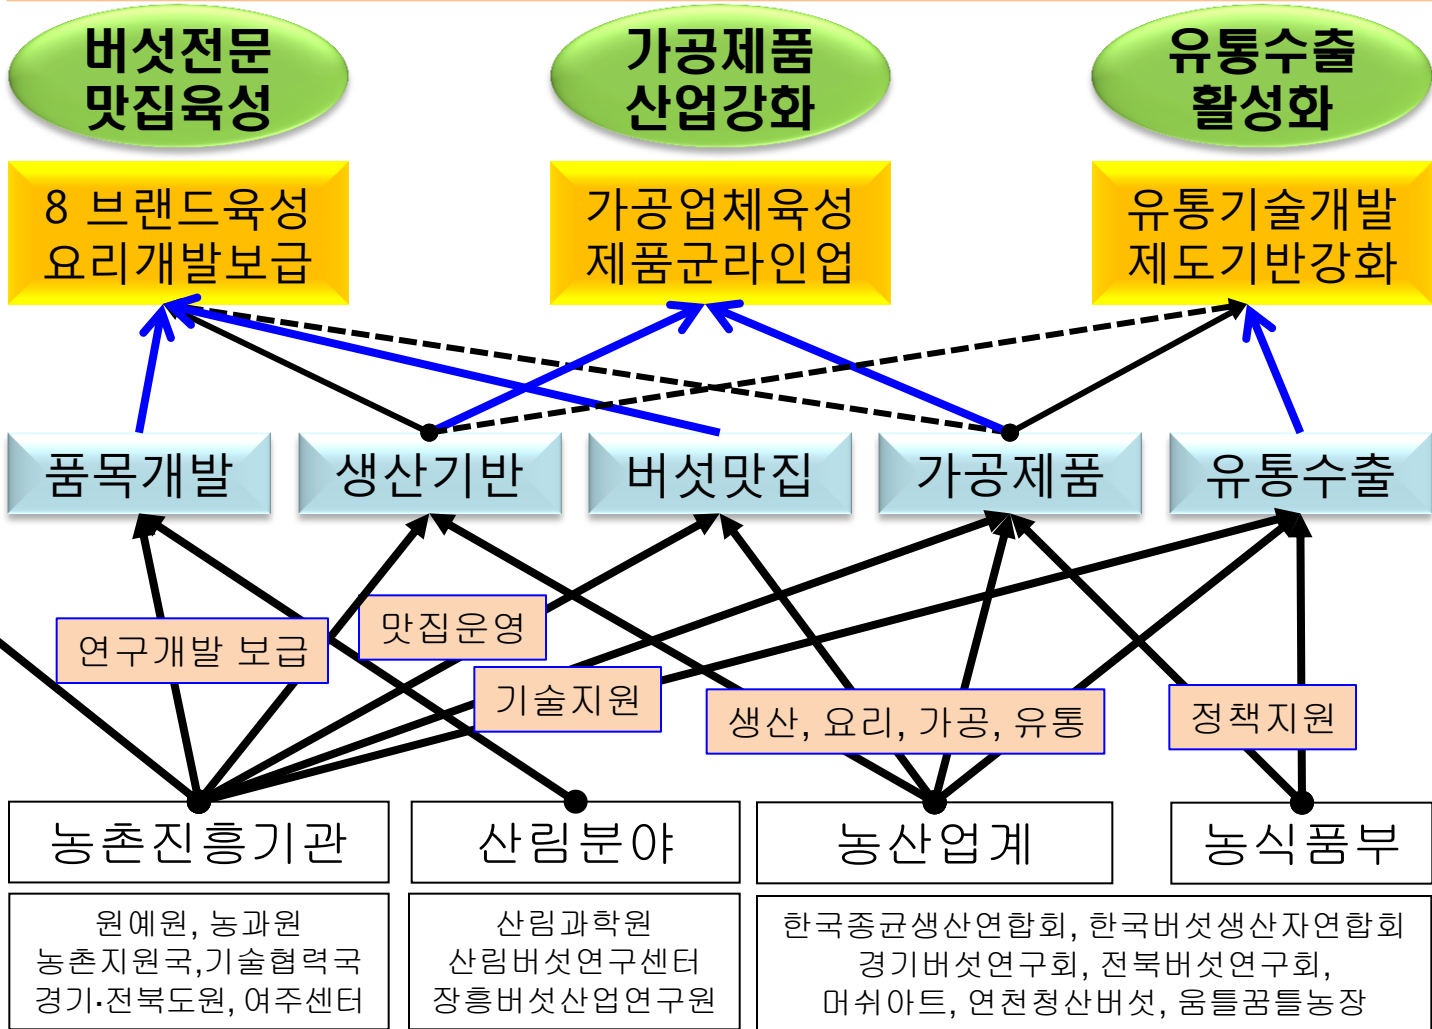 버섯전문
맛집육성
가공제품
산업강화
유통수출
활성화
8 브랜드육성
요리개발보급
가공업체육성
제품군라인업
유통기술개발
제도기반강화
품목개발
생산기반
버섯맛집
가공제품
유통수출
연구개발 보급
맛집운영
기술지원
생산, 요리, 가공, 유통
정책지원
농촌진흥기관
산림분야
농산업계
농식품부
원예원, 농과원
농촌지원국,기술협력국
경기·전북도원, 여주센터
산림과학원
산림버섯연구센터
장흥버섯산업연구원
한국종균생산연합회, 한국버섯생산자연합회
경기버섯연구회, 전북버섯연구회,
머쉬아트, 연천청산버섯, 움틀꿈틀농장